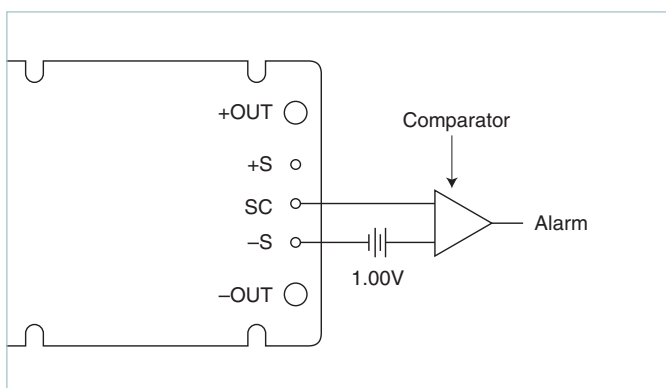 +OUT
Comparator
+S
SC
Alarm
–S
1.00V
–OUT